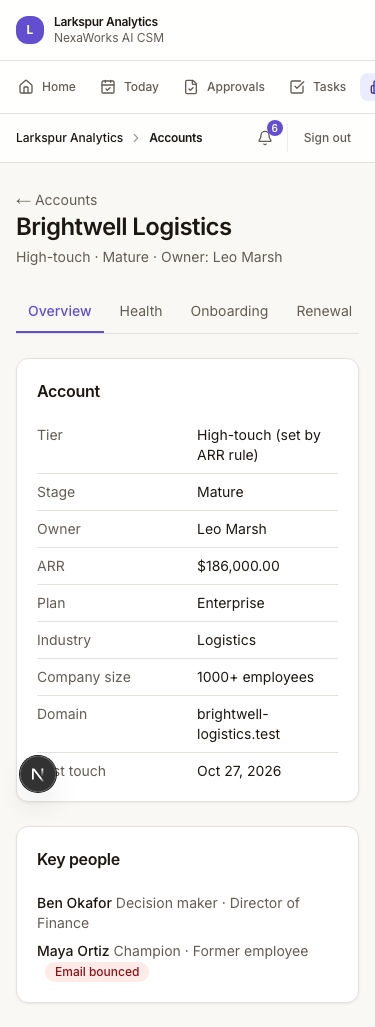 L
Larkspur Analytics
NexaWorks AI CSM
Home Today Approvals Tasks
Larkspur Analytics > Accounts 6 Sign out
← Accounts
Brightwell Logistics
High-touch · Mature · Owner: Leo Marsh
Overview Health Onboarding Renewal
Account
Tier High-touch (set by
ARR rule)
Stage Mature
Owner Leo Marsh
ARR $186,000.00
Plan Enterprise
Industry Logistics
Company size 1000+ employees
Domain brightwell-
logistics.test
N st touch Oct 27, 2026
Key people
Ben Okafor Decision maker · Director of
Finance
Maya Ortiz Champion · Former employee
Email bounced